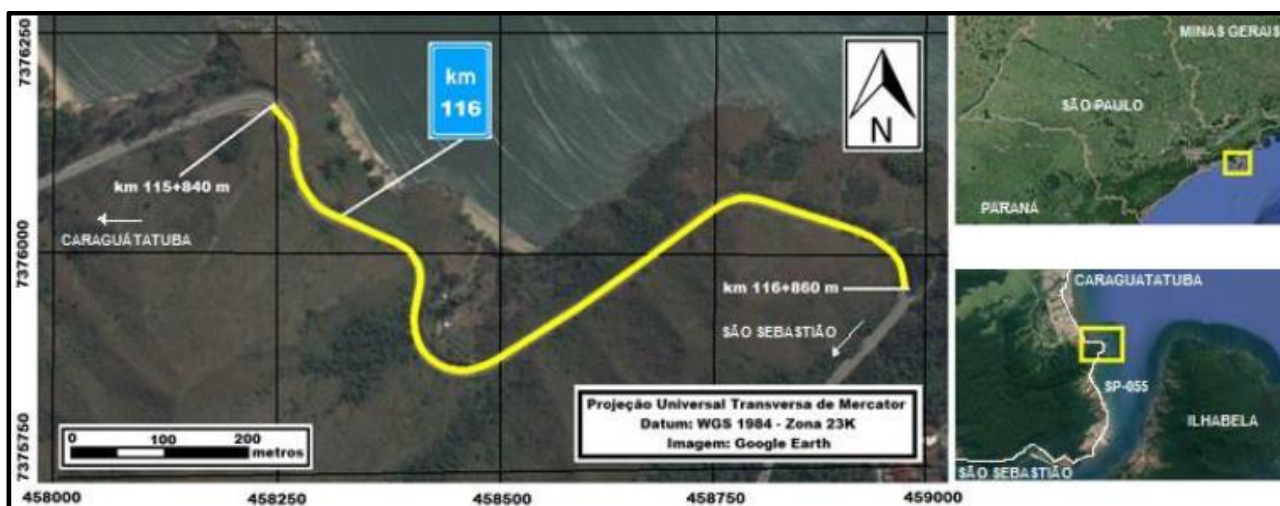 7376250
7376000
7375750
km
116
N
km 115+840 m
CARAGUÁTATUBA
km 116+860 m
SÃO SEBASTIÃO
0 100 200
metros
Projeção Universal Transversa de Mercator
Datum: WGS 1984 - Zona 23K
Imagem: Google Earth
458000 458250 458500 458750 459000
MINAS GERAIS
SÃO PAULO
PARANÁ
CARAGUATATUBA
SP-055
ILHABELA
SÃO SEBASTIÃO